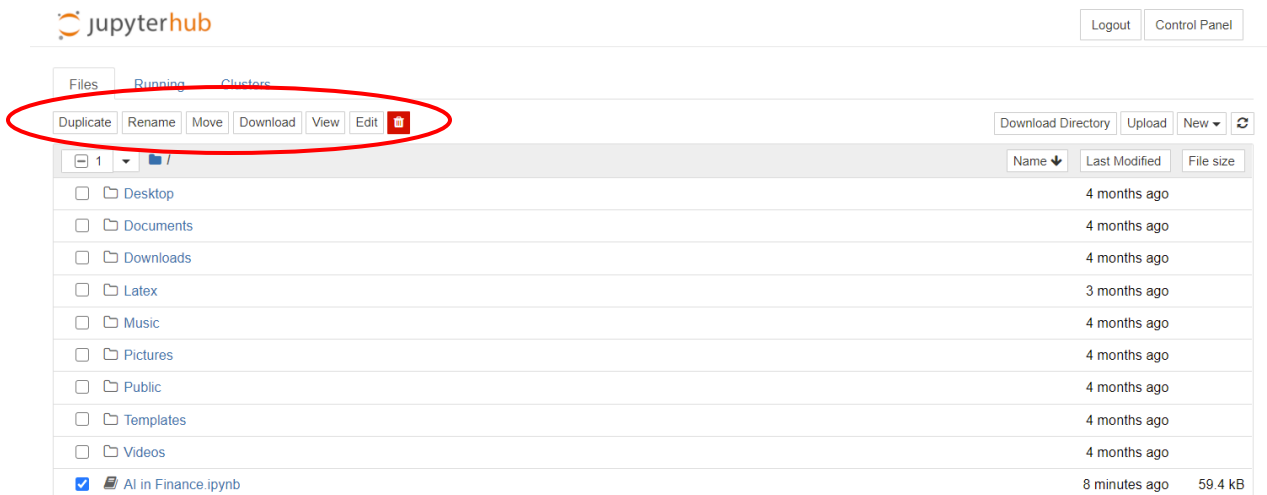 jupyterhub Logout Control Panel
Files Running Clusters
Duplicate Rename Move Download View Edit Download Directory Upload New
1 / Name Last Modified File size
Desktop 4 months ago
Documents 4 months ago
Downloads 4 months ago
Latex 3 months ago
Music 4 months ago
Pictures 4 months ago
Public 4 months ago
Templates 4 months ago
Videos 4 months ago
AI in Finance.ipynb 8 minutes ago 59.4 kB